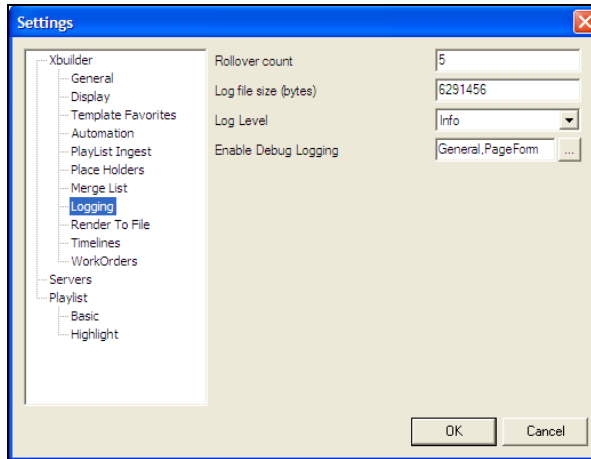 Settings
Xbuilder
General
Display
Template Favorites
Automation
PlayList Ingest
Place Holders
Merge List
Logging
Render To File
Timelines
WorkOrders
Servers
Playlist
Basic
Highlight
Rollover count 5
Log file size (bytes) 6291456
Log Level Info
Enable Debug Logging General,PageForm ...
OK Cancel